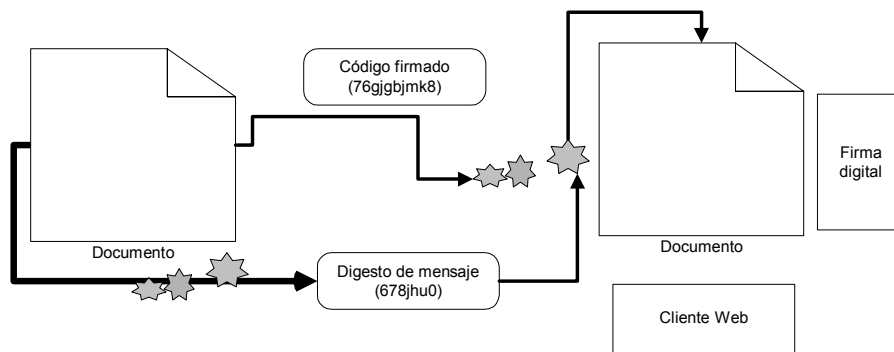 Código firmado
(76gjgbjmk8)
Firma
digital
Documento
Documento
Digesto de mensaje
(678jhu0)
Cliente Web